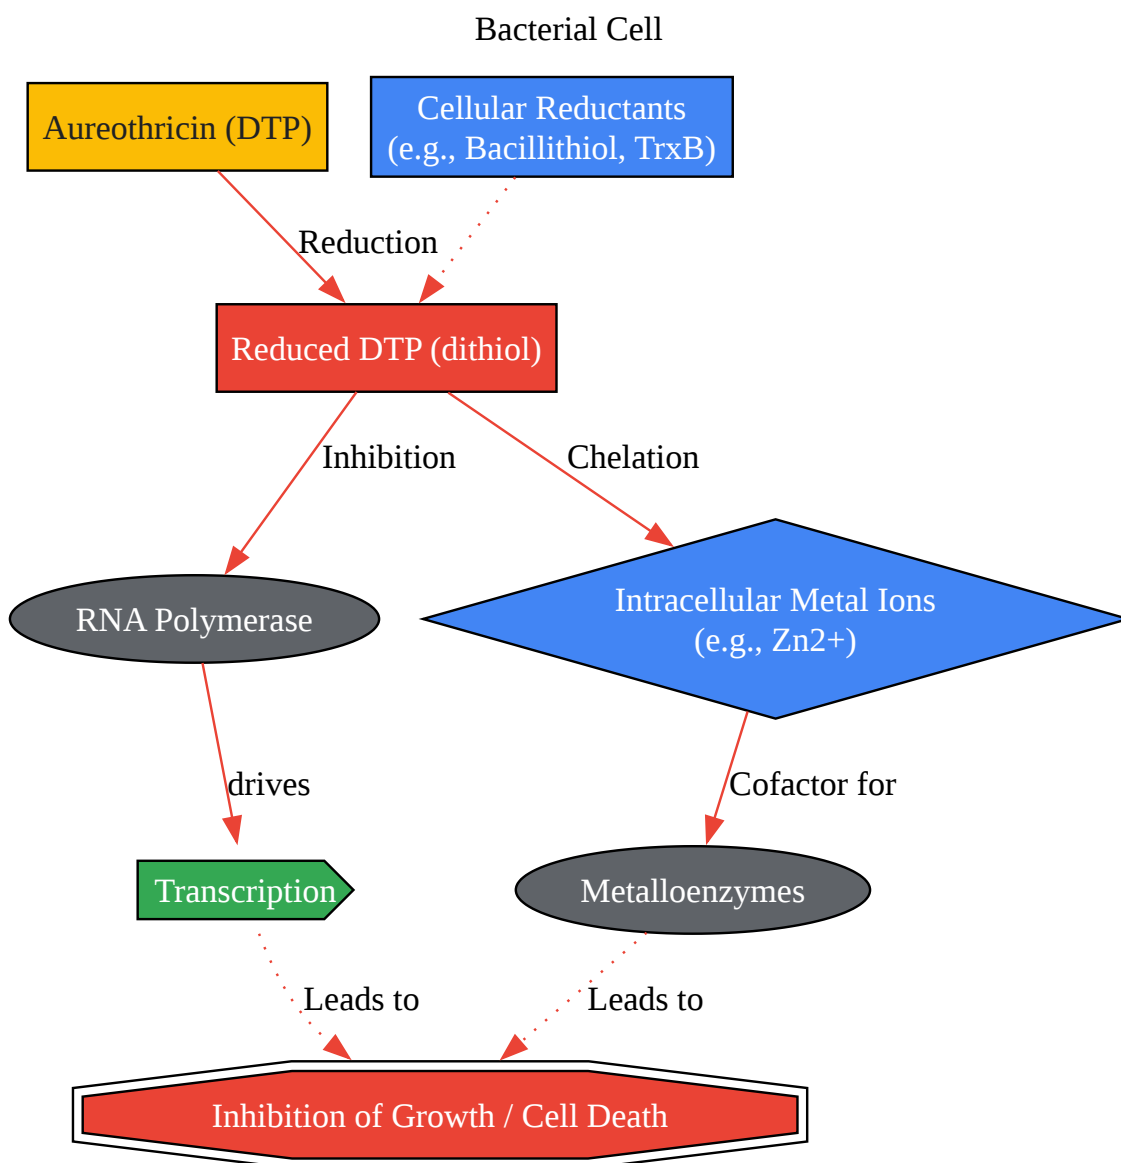 Bacterial Cell
Aureothricin (DTP)
Cellular Reductants
(e.g., Bacillithiol, TrxB)
Reduction
Reduced DTP (dithiol)
Inhibition
Chelation
RNA Polymerase
Intracellular Metal Ions
(e.g., Zn2+)
drives
Cofactor for
Transcription
Metalloenzymes
Leads to
Leads to
Inhibition of Growth / Cell Death